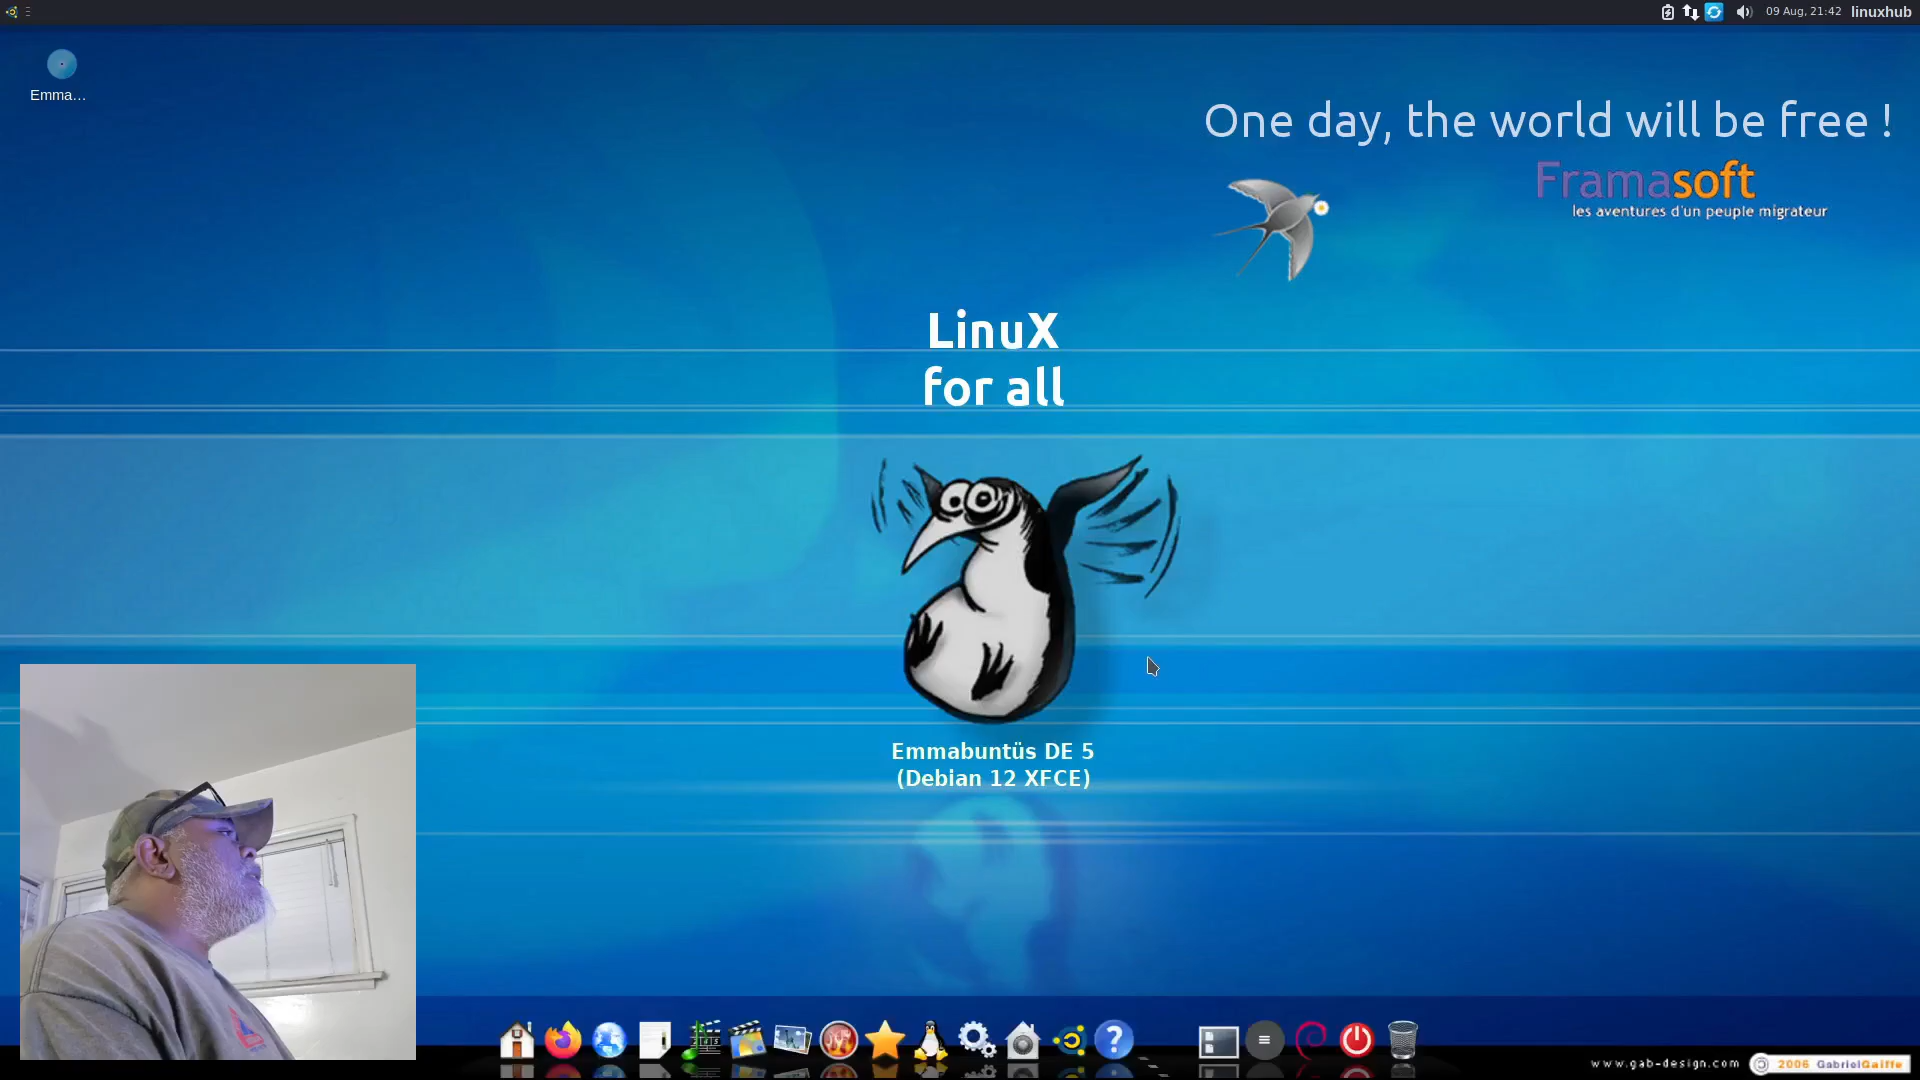 09 Aug, 21:42 linuxhub
Emma…
One day, the world will be free !
Framasoft
les aventures d'un peuple migrateur
LinuX
for all
Emmabuntüs DE 5
(Debian 12 XFCE)
www.gab-design.com © 2006 GabrielGaiffe